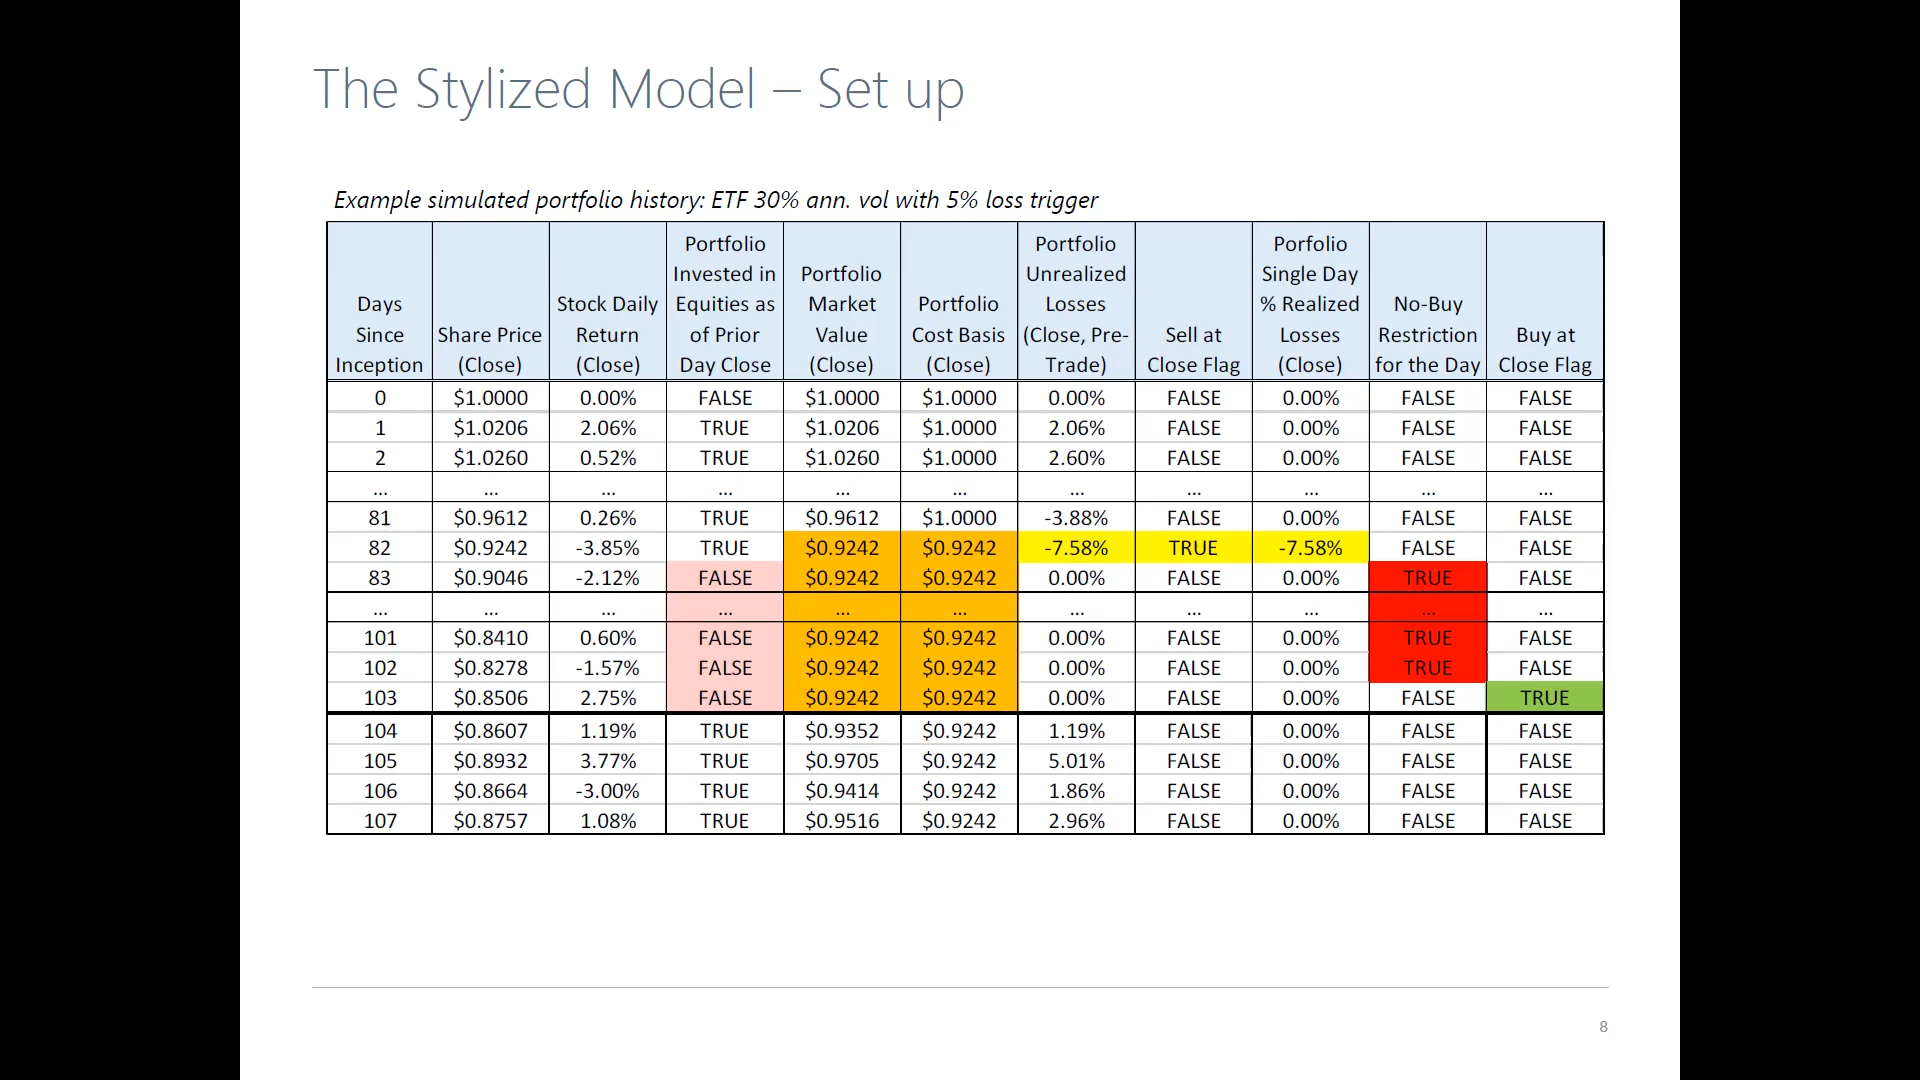 The Stylized Model – Set up
Example simulated portfolio history: ETF 30% ann. vol with 5% loss trigger
Days Since Inception | Share Price (Close) | Stock Daily Return (Close) | Portfolio Invested in Equities as of Prior Day Close | Portfolio Market Value (Close) | Portfolio Cost Basis (Close) | Portfolio Unrealized Losses (Close, Pre-Trade) | Sell at Close Flag | Porfolio Single Day % Realized Losses (Close) | No-Buy Restriction for the Day | Buy at Close Flag
0 $1.0000 0.00% FALSE $1.0000 $1.0000 0.00% FALSE 0.00% FALSE FALSE
1 $1.0206 2.06% TRUE $1.0206 $1.0000 2.06% FALSE 0.00% FALSE FALSE
2 $1.0260 0.52% TRUE $1.0260 $1.0000 2.60% FALSE 0.00% FALSE FALSE
... ... ... ... ... ... ... ... ... ... ...
81 $0.9612 0.26% TRUE $0.9612 $1.0000 -3.88% FALSE 0.00% FALSE FALSE
82 $0.9242 -3.85% TRUE $0.9242 $0.9242 -7.58% TRUE -7.58% FALSE FALSE
83 $0.9046 -2.12% FALSE $0.9242 $0.9242 0.00% FALSE 0.00% TRUE FALSE
... ... ... ... ... ... ... ... ... ... ...
101 $0.8410 0.60% FALSE $0.9242 $0.9242 0.00% FALSE 0.00% TRUE FALSE
102 $0.8278 -1.57% FALSE $0.9242 $0.9242 0.00% FALSE 0.00% TRUE FALSE
103 $0.8506 2.75% FALSE $0.9242 $0.9242 0.00% FALSE 0.00% FALSE TRUE
104 $0.8607 1.19% TRUE $0.9352 $0.9242 1.19% FALSE 0.00% FALSE FALSE
105 $0.8932 3.77% TRUE $0.9705 $0.9242 5.01% FALSE 0.00% FALSE FALSE
106 $0.8664 -3.00% TRUE $0.9414 $0.9242 1.86% FALSE 0.00% FALSE FALSE
107 $0.8757 1.08% TRUE $0.9516 $0.9242 2.96% FALSE 0.00% FALSE FALSE
8